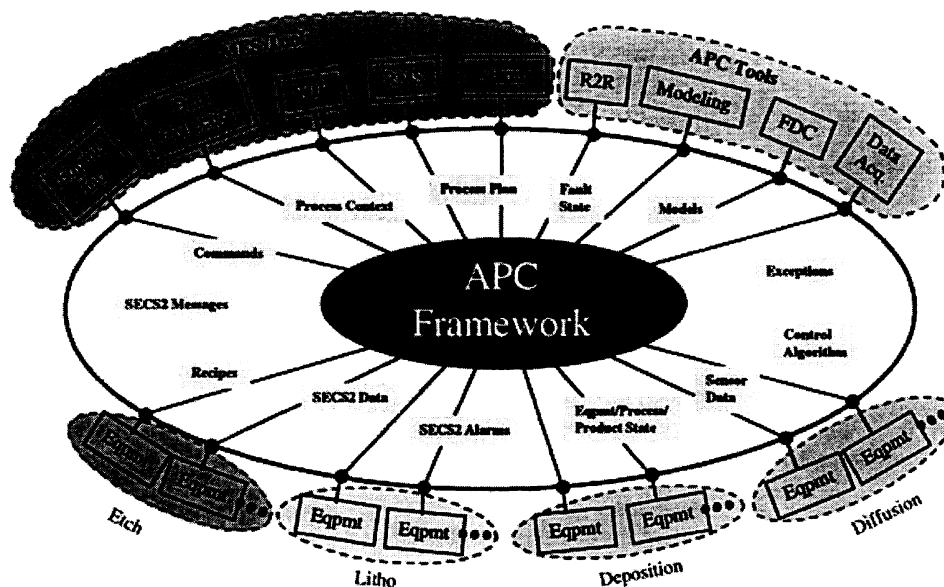 APC Tools
R2R
Modeling
FDC
Data
Acq
Process Plan
Fault
State
Process Context
Models
Commands
APC
Framework
Exceptions
SECS2 Messages
Control
Algorithm
Recipes
Sensor
Data
SECS2 Data
Eqpmt/Process/
Product State
SECS2 Alarms
Eqpmt
Eqpmt
Eqpmt
Eqpmt
Eqpmt
Eqpmt
Eqpmt
Eqpmt
Etch
Litho
Deposition
Diffusion